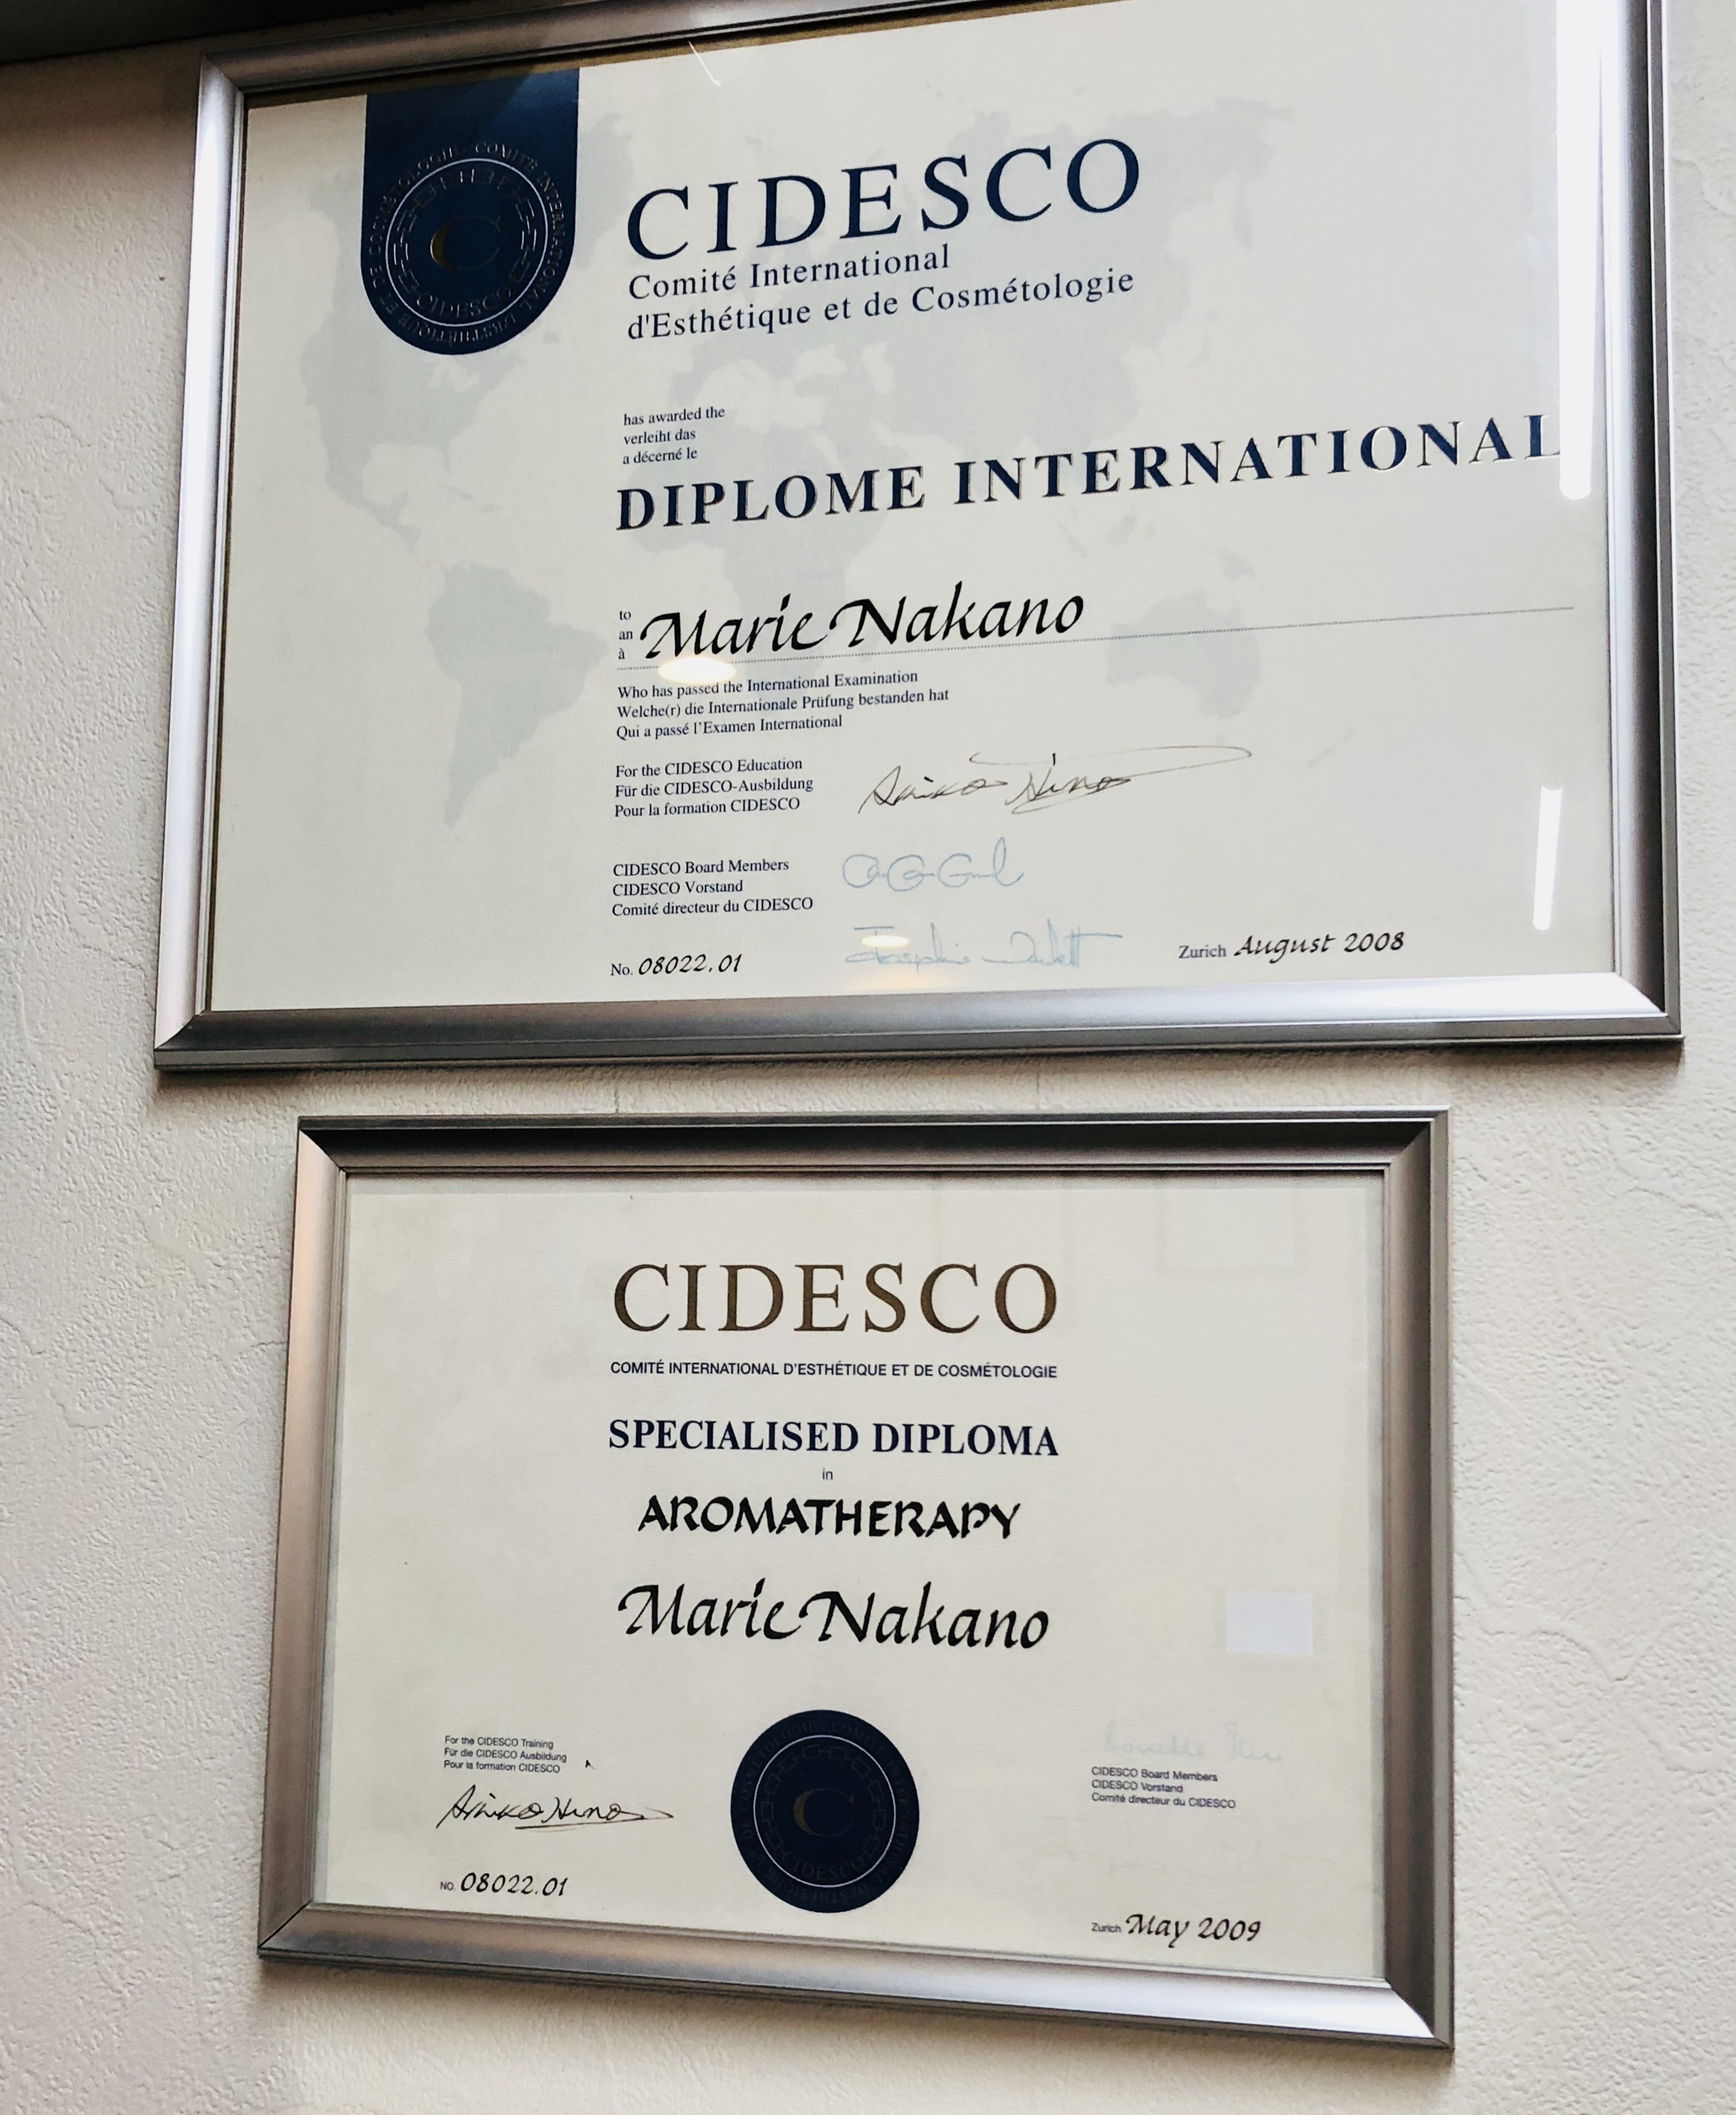 CIDESCO
Comité International
d'Esthétique et de Cosmétologie
has awarded the
verleiht das
a décerné le
DIPLOME INTERNATIONAL
to
an
à
Marie Nakano
Who has passed the International Examination
Welche(r) die Internationale Prüfung bestanden hat
Qui a passé l'Examen International
For the CIDESCO Education
Für die CIDESCO-Ausbildung
Pour la formation CIDESCO
CIDESCO Board Members
CIDESCO Vorstand
Comité directeur du CIDESCO
No. 08022.01
Zurich August 2008
CIDESCO
COMITÉ INTERNATIONAL D'ESTHÉTIQUE ET DE COSMÉTOLOGIE
SPECIALISED DIPLOMA
in
AROMATHERAPY
Marie Nakano
For the CIDESCO Training
Für die CIDESCO Ausbildung
Pour la formation CIDESCO
C
CIDESCO
CIDESCO Board Members
CIDESCO Vorstand
Comité directeur du CIDESCO
NO. 08022.01
Zurich May 2009